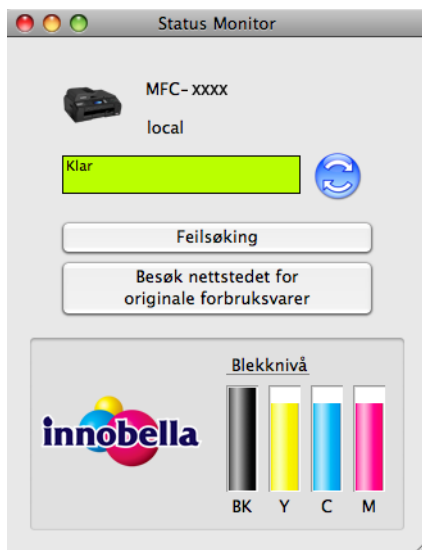 Status Monitor
MFC- xxxx
local
Klar
Feilsøking
Besøk nettstedet for
originale forbruksvarer
Blekknivå
innobella
BK Y C M